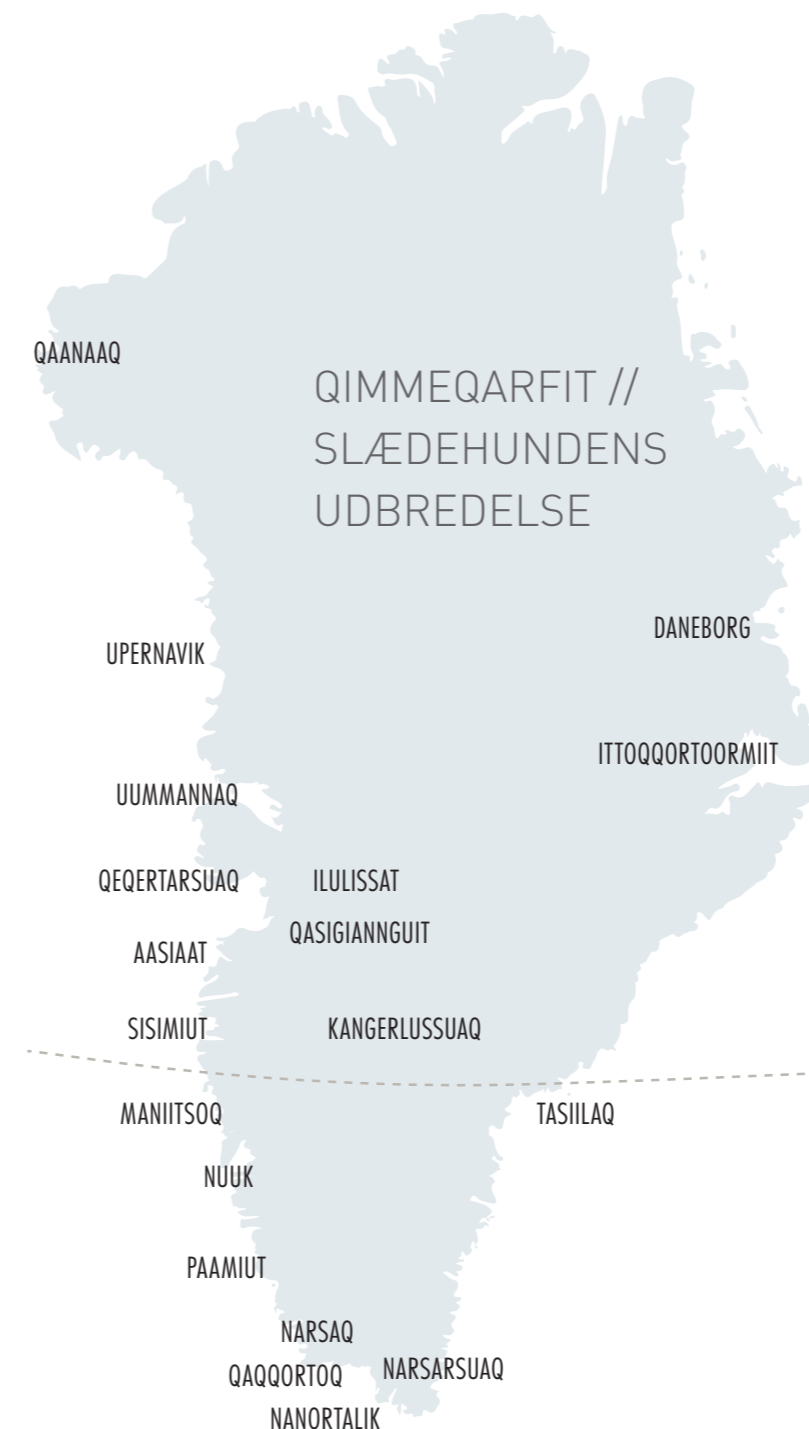 QAANAAQ
QIMMEQARFIT //
SLÆDEHUNDENS
UDBREDELSE
DANEBORG
UPERNAVIK
ITTOQQORTOORMIIT
UUMMANNAQ
QEQERTARSUAQ
ILULISSAT
QASIGIANNGUIT
AASIAAT
SISIMIUT
KANGERLUSSUAQ
MANIITSOQ
TASIILAQ
NUUK
PAAMIUT
NARSAQ
NARSARSUAQ
QAQQORTOQ
NANORTALIK